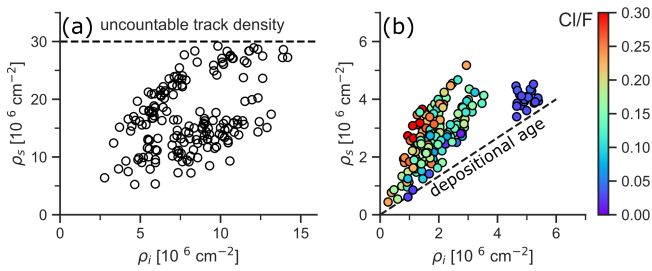 (a) uncountable track density
30
20
10
0
ρs [10 ⁶ cm⁻²]
0 5 10 15
ρi [10 ⁶ cm⁻²]
(b)
6
4
2
0
ρs [10 ⁶ cm⁻²]
depositional age
0 2 4 6
ρi [10 ⁶ cm⁻²]
Cl/F
0.30
0.25
0.20
0.15
0.10
0.05
0.00